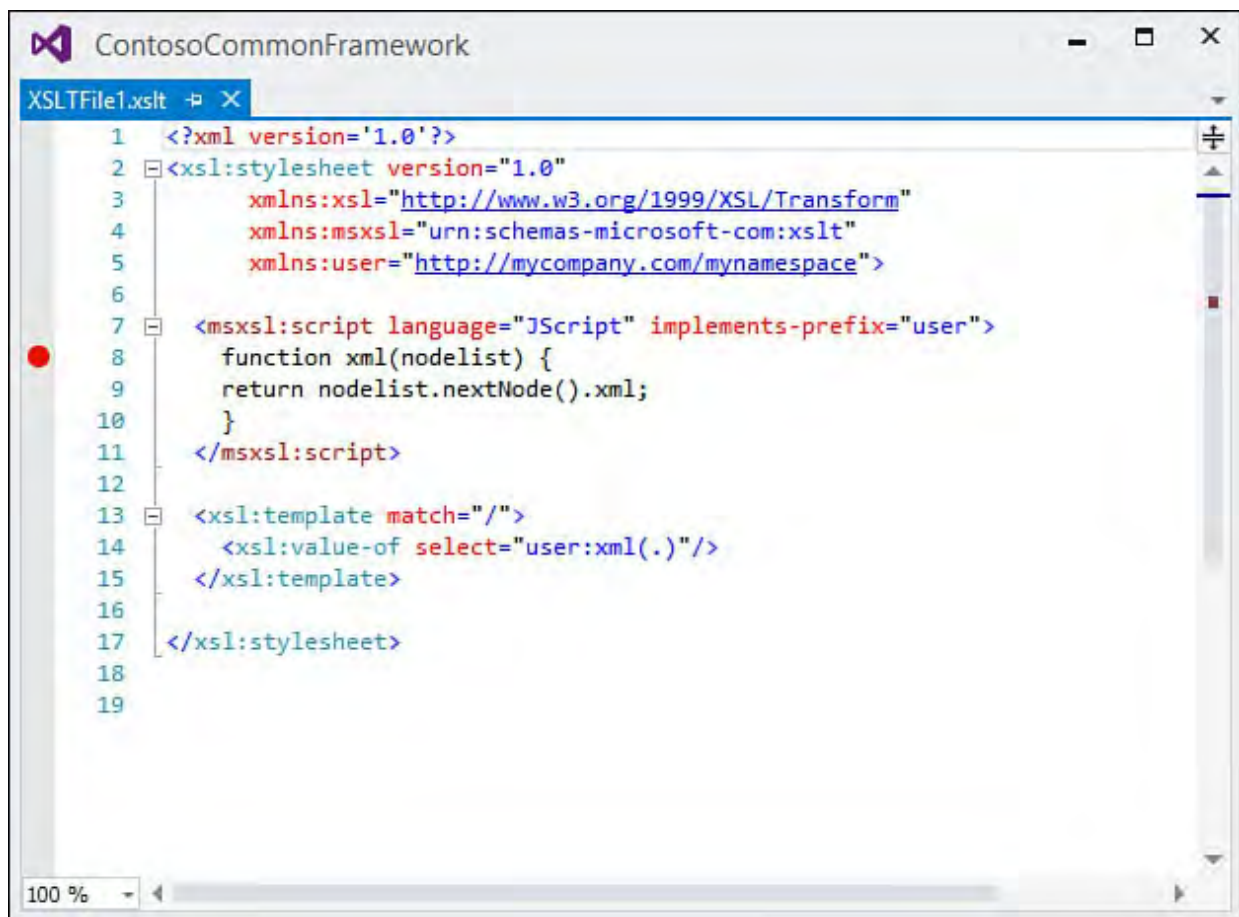 ContosoCommonFramework
XSLTFile1.xslt
1 <?xml version='1.0'?>
2 <xsl:stylesheet version="1.0"
3 xmlns:xsl="http://www.w3.org/1999/XSL/Transform"
4 xmlns:msxsl="urn:schemas-microsoft-com:xslt"
5 xmlns:user="http://mycompany.com/mynamespace">
6
7 <msxsl:script language="JScript" implements-prefix="user">
8 function xml(nodelist) {
9 return nodelist.nextNode().xml;
10 }
11 </msxsl:script>
12
13 <xsl:template match="/">
14 <xsl:value-of select="user:xml(.)"/>
15 </xsl:template>
16
17 </xsl:stylesheet>
18
19
100 %